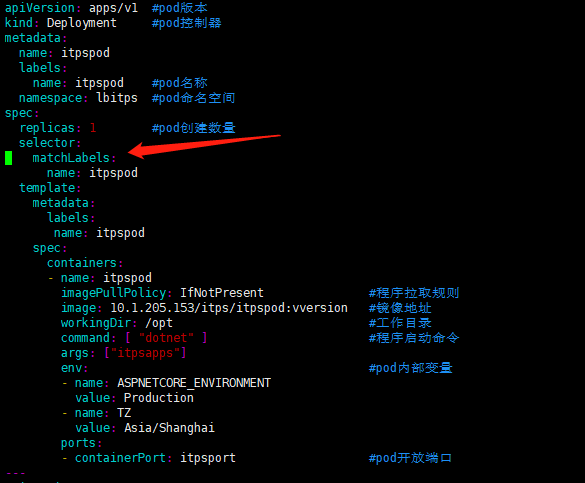 apiVersion: apps/v1  #pod版本
kind: Deployment     #pod控制器
metadata:
  name: itpspod
  labels:
    name: itpspod    #pod名称
  namespace: lbitps  #pod命名空间
spec:
  replicas: 1        #pod创建数量
  selector:
    matchLabels:
      name: itpspod
  template:
    metadata:
      labels:
       name: itpspod
    spec:
      containers:
      - name: itpspod
        imagePullPolicy: IfNotPresent               #程序拉取规则
        image: 10.1.205.153/itps/itpspod:vversion   #镜像地址
        workingDir: /opt                            #工作目录
        command: [ "dotnet" ]                       #程序启动命令
        args: ["itpsapps"]
        env:                                        #pod内部变量
        - name: ASPNETCORE_ENVIRONMENT
          value: Production
        - name: TZ
          value: Asia/Shanghai
        ports:
        - containerPort: itpsport                   #pod开放端口
---